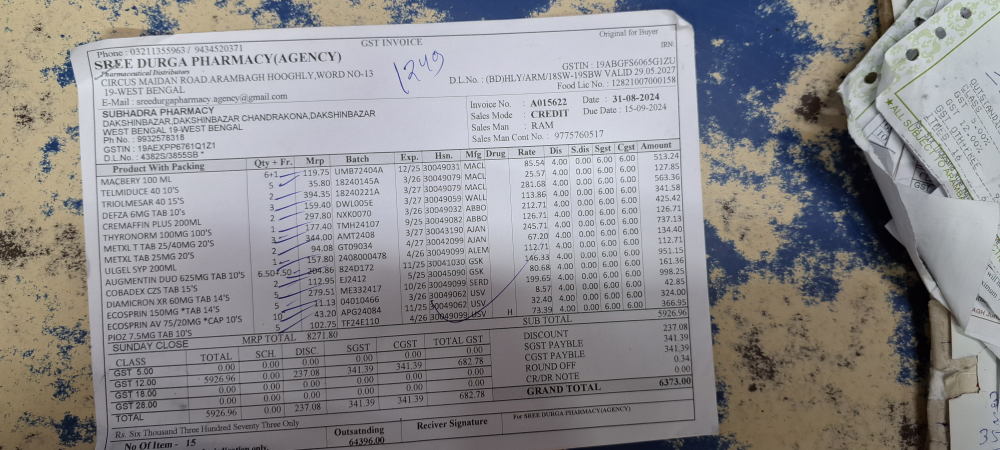 Phone : 03211355963 / 9434520371 GST INVOICE Original for Buyer
SREE DURGA PHARMACY(AGENCY) IRN:
Pharmaceutical Distributors GSTIN : 19ABGFS6065G1ZU
CIRCUS MAIDAN ROAD.ARAMBAGH HOOGHLY,WORD NO-13 1249 D.L.No. : (BD)HLY/ARM/18SW-19SBW VALID 29.05.2027
19-WEST BENGAL Food Lic No. : 12821007000158
E-Mail : sreedurgapharmacy.agency@gmail.com
SUBHADRA PHARMACY Invoice No. : A015622 Date : 31-08-2024
DAKSHINBAZAR,DAKSHINBAZAR CHANDRAKONA,DAKSHINBAZAR Sales Mode : CREDIT Due Date : 15-09-2024
WEST BENGAL 19-WEST BENGAL Sales Man : RAM
Ph No. : 9932578318 Sales Man Cont No. : 9775760517
GSTIN : 19AEXPP6761Q1Z1
D.L.No. : 4382S/3855SB
Product With Packing Qty + Fr. Mrp Batch Exp. Hsn. Mfg Drug Rate Dis S.dis Sgst Cgst Amount
MACBERY 100 ML 6+1 119.75 UMB72404A 12/25 30049031 MACL 85.54 4.00 0.00 6.00 6.00 513.24
TELMIDUCE 40 10'S 5 35.80 18240145A 3/26 30049079 MACL 25.57 4.00 0.00 6.00 6.00 127.85
TRIOLMESAR 40 15'S 2 394.35 18240221A 3/27 30049079 MACL 281.68 4.00 0.00 6.00 6.00 563.36
DEFZA 6MG TAB 10's 3 159.40 DWL005E 3/27 30049059 WALL 113.86 4.00 0.00 6.00 6.00 341.58
CREMAFFIN PLUS 200ML 2 297.80 NXK0070 3/26 30049032 ABBO 212.71 4.00 0.00 6.00 6.00 425.42
THYRONORM 100MG 100'S 1 177.40 TMH24107 9/25 30049082 ABBO 126.71 4.00 0.00 6.00 6.00 126.71
METXL T TAB 25/40MG 20'S 3 344.00 AMT2408 3/27 30043190 AJAN 245.71 4.00 0.00 6.00 6.00 737.13
METXL TAB 25MG 20'S 2 94.08 GT09034 4/27 30042099 AJAN 67.20 4.00 0.00 6.00 6.00 134.40
ULGEL SYP 200ML 1 157.80 2408000478 4/26 30049099 ALEM 112.71 4.00 0.00 6.00 6.00 112.71
AUGMENTIN DUO 625MG TAB 10'S 6.50+.50 204.86 824D172 11/25 30041030 GSK 146.33 4.00 0.00 6.00 6.00 951.15
COBADEX CZS TAB 15'S 2 112.95 EJ2412 5/25 30045090 GSK 80.68 4.00 0.00 6.00 6.00 161.36
DIAMICRON XR 60MG TAB 14'S 5 279.51 ME332417 10/26 30049099 SERD 199.65 4.00 0.00 6.00 6.00 998.25
ECOSPRIN 150MG *TAB 14'S 5 11.13 04010466 3/26 30049062 USV 8.57 4.00 0.00 6.00 6.00 42.85
ECOSPRIN AV 75/20MG *CAP 10'S 10 43.20 APG24084 11/25 30049067 USV 32.40 4.00 0.00 6.00 6.00 324.00
PIOZ 7.5MG TAB 10'S 5 102.75 TF24E110 4/26 30049099 USV H 73.39 4.00 0.00 6.00 6.00 366.95
SUNDAY CLOSE MRP TOTAL 8271.80 SUB TOTAL 5926.96
CLASS TOTAL SCH. DISC. SGST CGST TOTAL GST DISCOUNT 237.08
GST 5.00 0.00 0.00 0.00 0.00 0.00 0.00 SGST PAYBLE 341.39
GST 12.00 5926.96 0.00 237.08 341.39 341.39 682.78 CGST PAYBLE 341.39
GST 18.00 0.00 0.00 0.00 0.00 0.00 0.00 ROUND OFF 0.34
GST 28.00 0.00 0.00 0.00 0.00 0.00 0.00 CR/DR NOTE 0.00
TOTAL 5926.96 0.00 237.08 341.39 341.39 682.78 GRAND TOTAL 6373.00
Rs. Six Thousand Three Hundred Seventy Three Only For SREE DURGA PHARMACY(AGENCY)
No Of Item - 15 Outsatnding Reciver Signature
64396.00